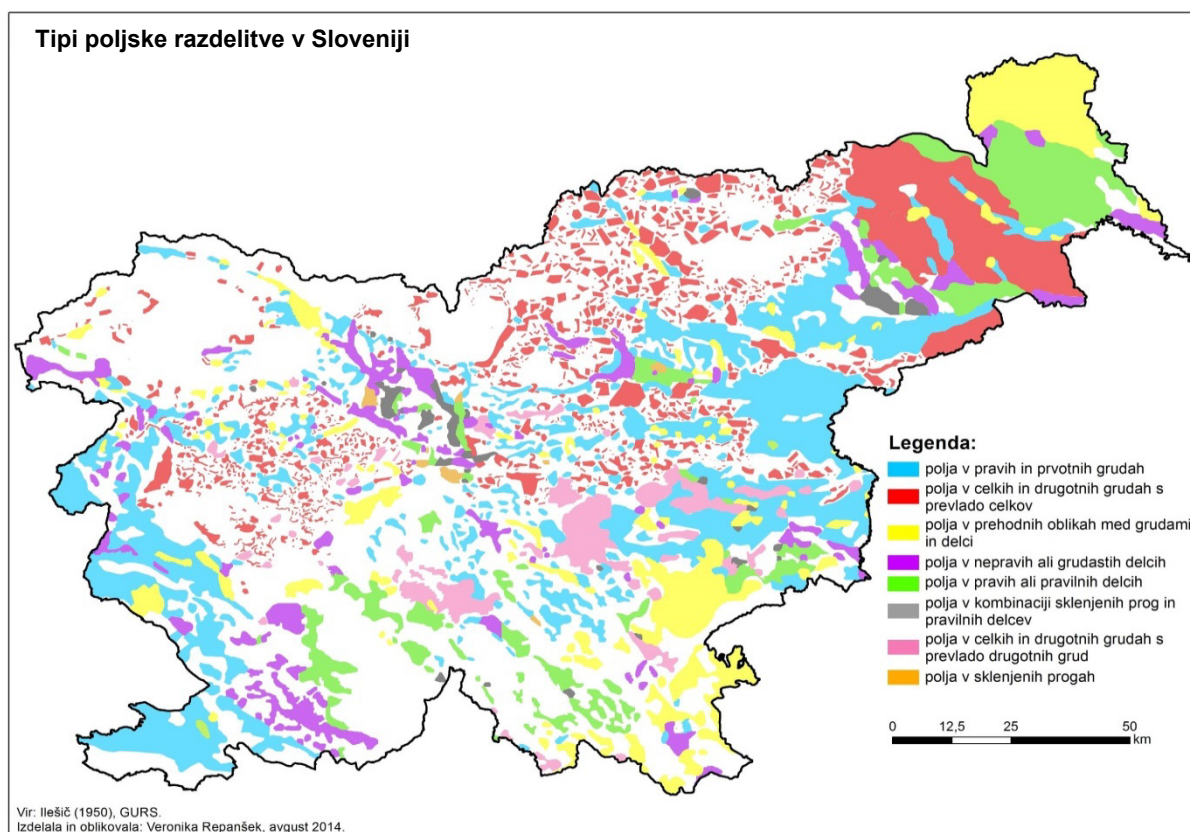 Tipi poljske razdelitve v Sloveniji
Legenda:
polja v pravih in prvotnih grudah
polja v celkih in drugotnih grudah s
prevlado celkov
polja v prehodnih oblikah med grudami
in delci
polja v nepravih ali grudastih delcih
polja v pravih ali pravilnih delcih
polja v kombinaciji sklenjenih prog in
pravilnih delcev
polja v celkih in drugotnih grudah s
prevlado drugotnih grud
polja v sklenjenih progah
0 12,5 25 50
km
Vir: Ilešič (1950), GURS.
Izdelala in oblikovala: Veronika Repanšek, avgust 2014.